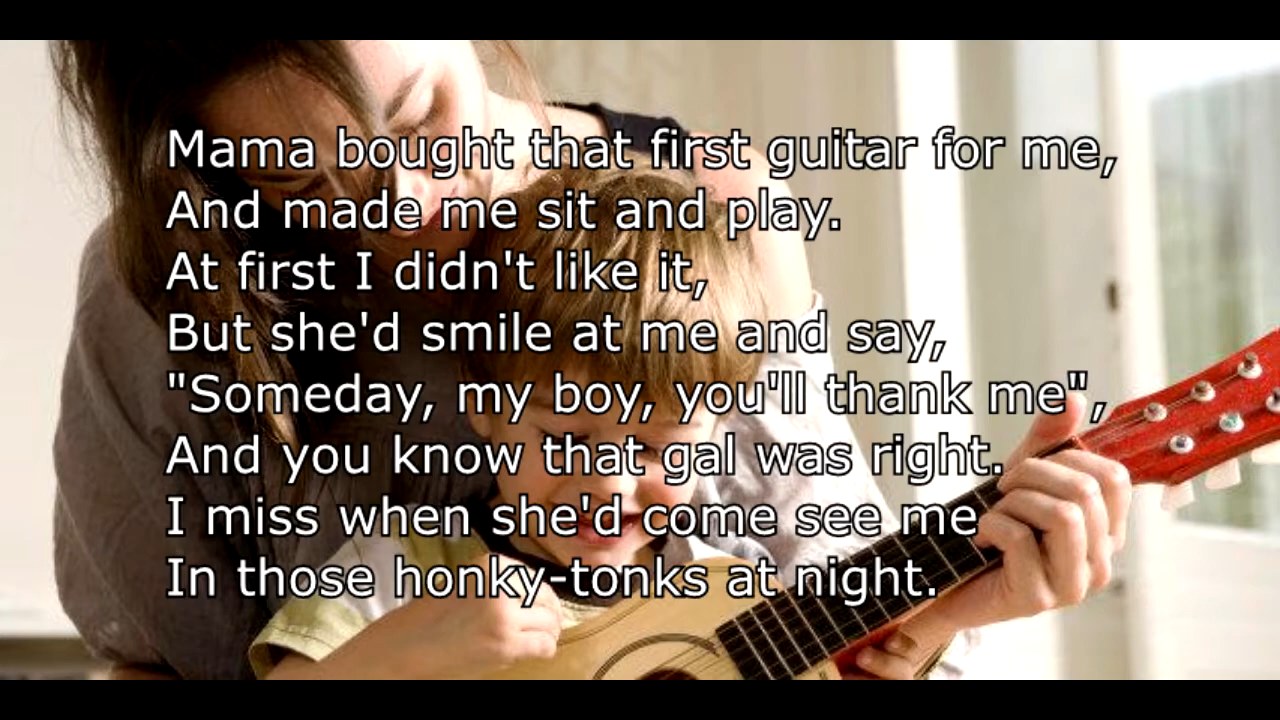 Mama bought that first guitar for me,
And made me sit and play.
At first I didn't like it,
But she'd smile at me and say,
"Someday, my boy, you'll thank me",
And you know that gal was right.
I miss when she'd come see me
In those honky-tonks at night.